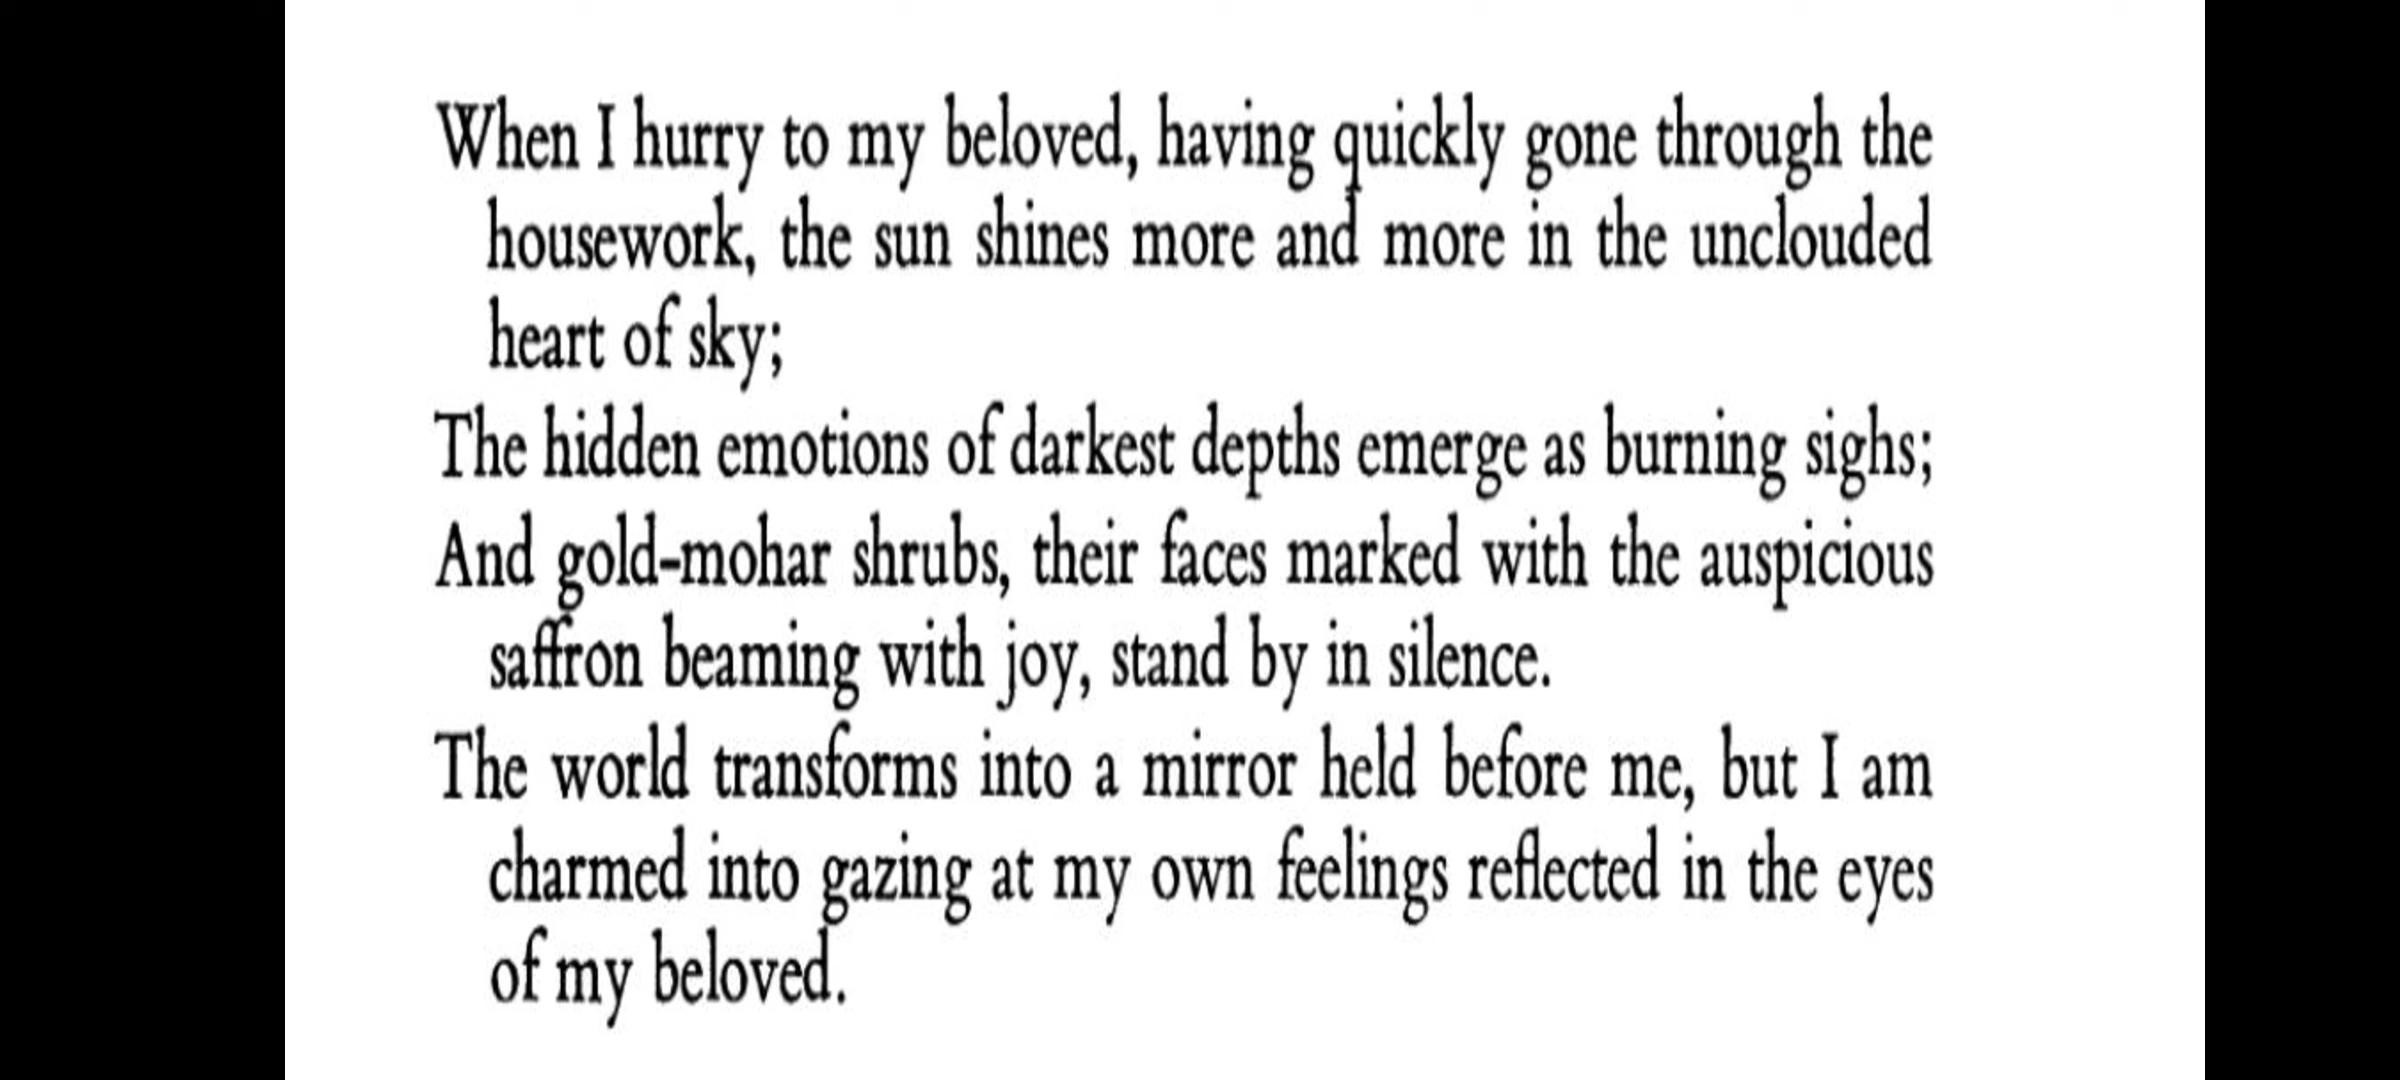 When I hurry to my beloved, having quickly gone through the
housework, the sun shines more and more in the unclouded
heart of sky;
The hidden emotions of darkest depths emerge as burning sighs;
And gold-mohar shrubs, their faces marked with the auspicious
saffron beaming with joy, stand by in silence.
The world transforms into a mirror held before me, but I am
charmed into gazing at my own feelings reflected in the eyes
of my beloved.